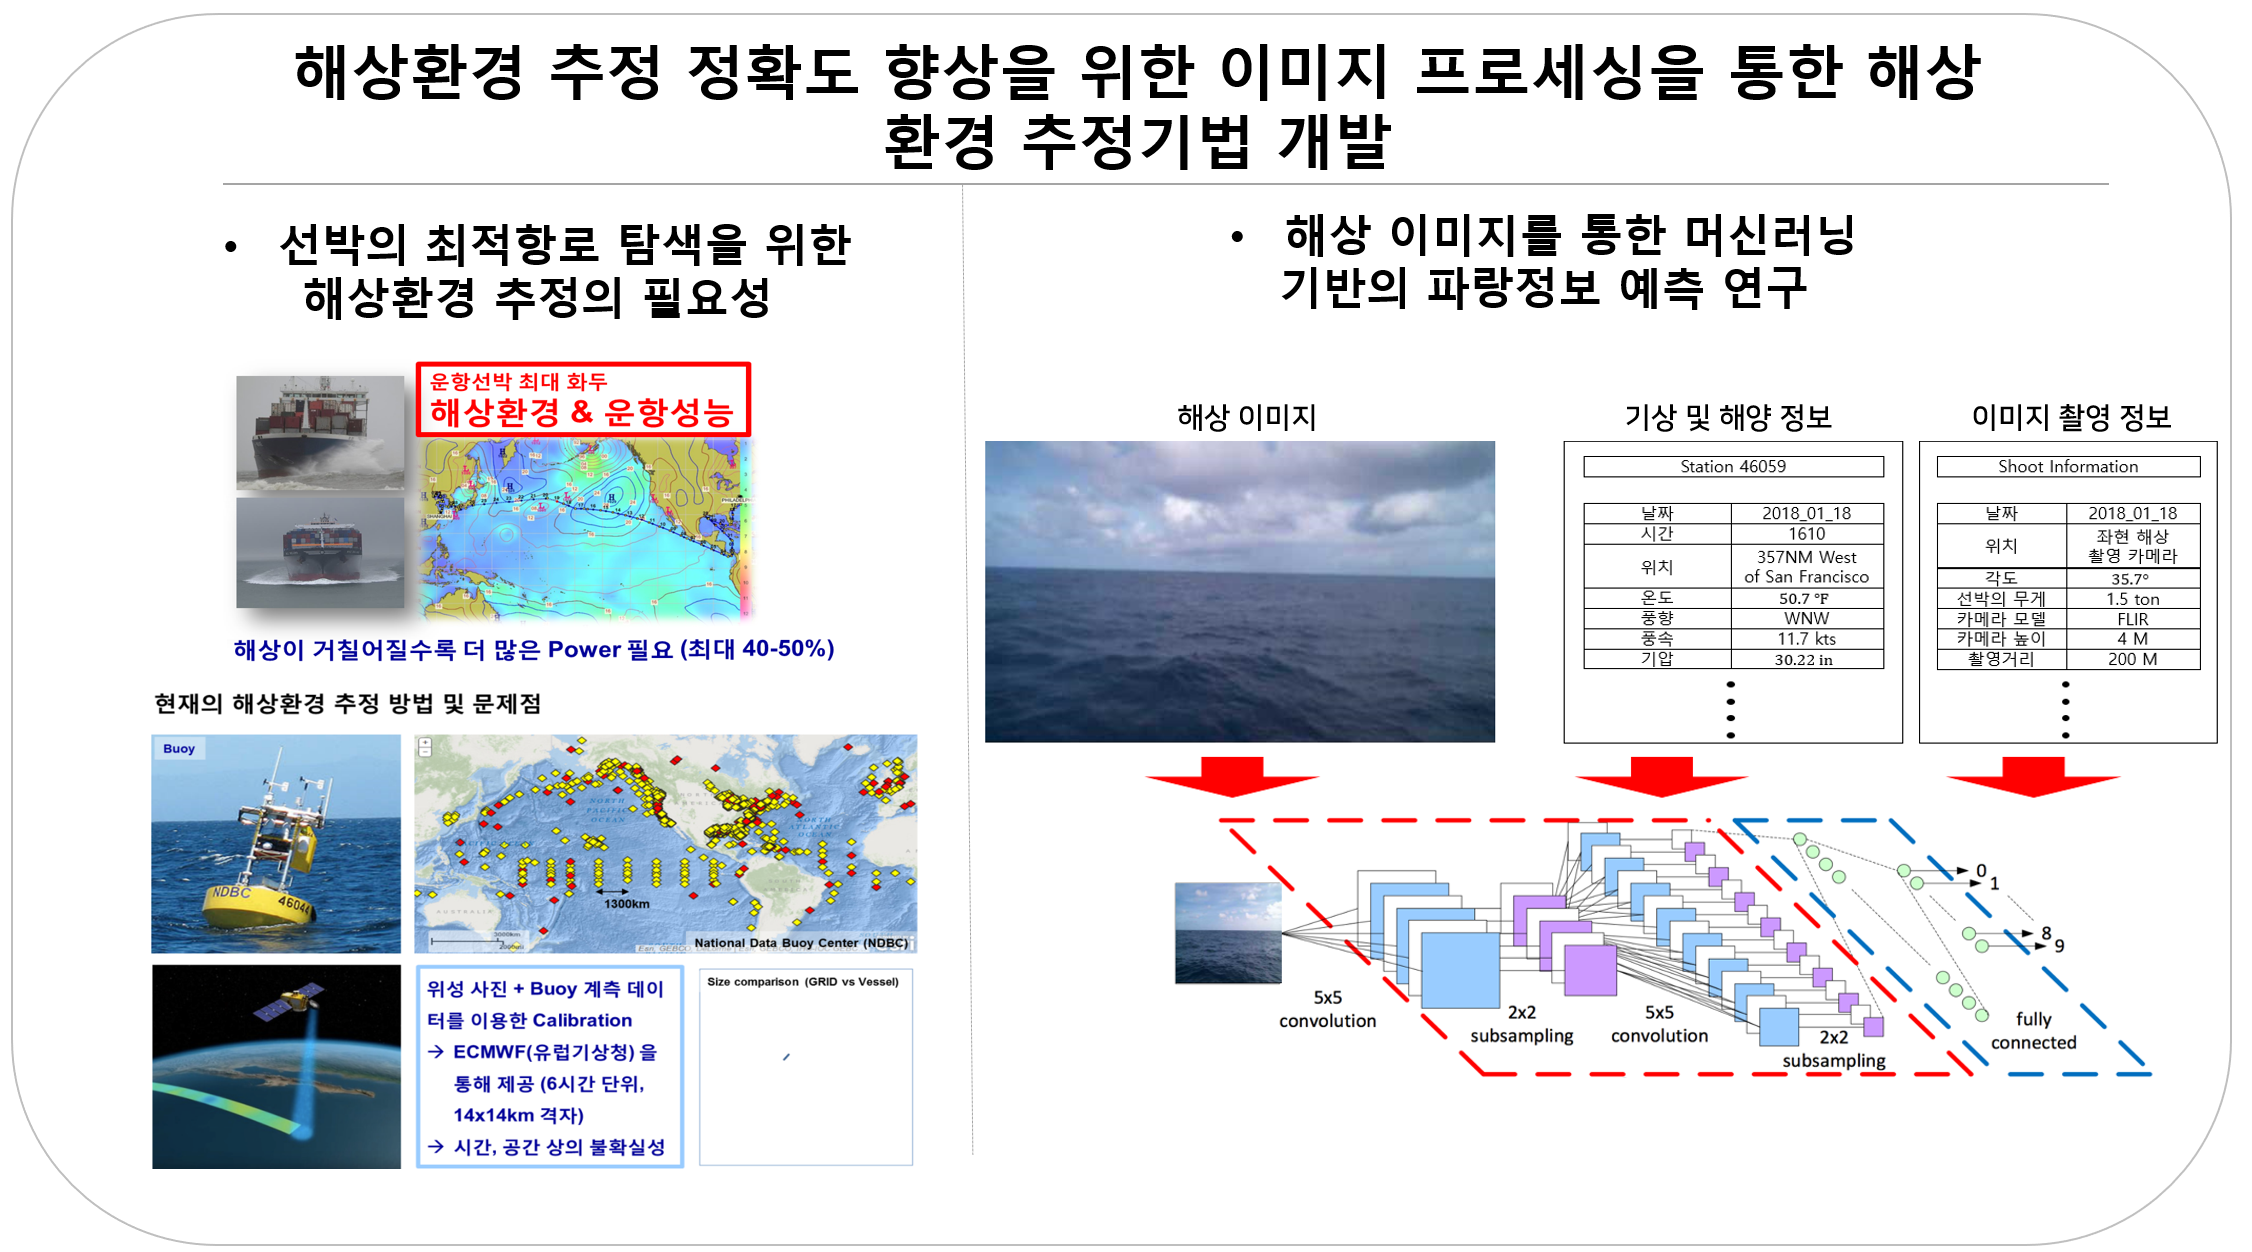 해상환경 추정 정확도 향상을 위한 이미지 프로세싱을 통한 해상
환경 추정기법 개발
• 선박의 최적항로 탐색을 위한
해상환경 추정의 필요성
운항선박 최대 화두
해상환경 & 운항성능
해상이 거칠어질수록 더 많은 Power 필요 (최대 40-50%)
현재의 해상환경 추정 방법 및 문제점
Buoy
NDBC
46044
NORTH
PACIFIC
OCEAN
NORTH
ATLANTIC
OCEAN
AUSTRALIA
1300km
National Data Buoy Center (NDBC)
위성 사진 + Buoy 계측 데이
터를 이용한 Calibration
→ ECMWF(유럽기상청) 을
통해 제공 (6시간 단위,
14x14km 격자)
→ 시간, 공간 상의 불확실성
Size comparison (GRID vs Vessel)
• 해상 이미지를 통한 머신러닝
기반의 파랑정보 예측 연구
해상 이미지
기상 및 해양 정보
Station 46059
날짜 2018_01_18
시간 1610
위치 357NM West
of San Francisco
온도 50.7 °F
풍향 WNW
풍속 11.7 kts
기압 30.22 in
이미지 촬영 정보
Shoot Information
날짜 2018_01_18
위치 좌현 해상
촬영 카메라
각도 35.7°
선박의 무게 1.5 ton
카메라 모델 FLIR
카메라 높이 4 M
촬영거리 200 M
5x5
convolution
2x2
subsampling
5x5
convolution
2x2
subsampling
fully
connected
0
1
8
9